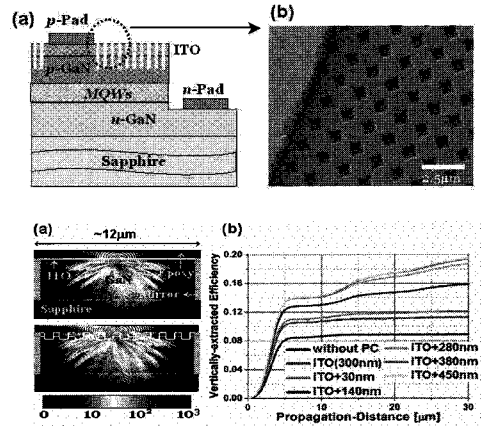 (a)
p-Pad
ITO
p-GaN
MQWs
n-Pad
n-GaN
Sapphire
(b)
2.5μm
(a)
~12μm
ITO
GaN
Epoxy
Mirror
Sapphire
0 10 10² 10³
(b)
Vertically-extracted Efficiency
0.20
0.16
0.12
0.08
0.04
0.00
without PC
ITO(300nm)
ITO+30nm
ITO+140nm
ITO+280nm
ITO+380nm
ITO+450nm
0 10 20 30
Propagation-Distance [μm]